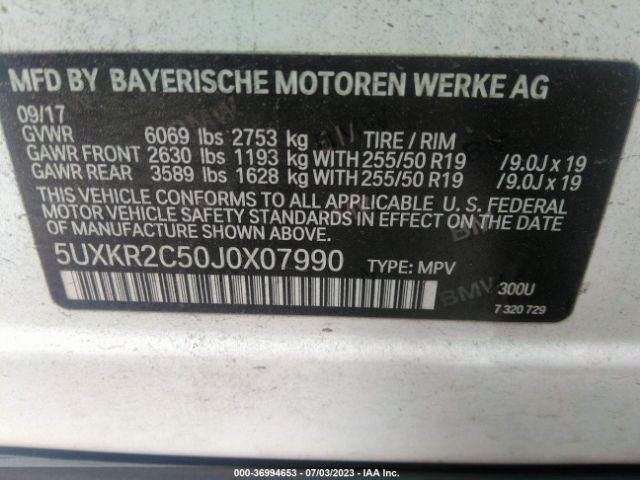 MFD BY BAYERISCHE MOTOREN WERKE AG
09/17
GVWR 6069 lbs 2753 kg TIRE / RIM
GAWR FRONT 2630 lbs 1193 kg WITH 255/50 R19 /9.0J x 19
GAWR REAR 3589 lbs 1628 kg WITH 255/50 R19 /9.0J x 19
THIS VEHICLE CONFORMS TO ALL APPLICABLE U. S. FEDERAL
MOTOR VEHICLE SAFETY STANDARDS IN EFFECT ON THE DATE
OF MANUFACTURE SHOWN ABOVE.
5UXKR2C50J0X07990 TYPE: MPV 300U
7 320 729
000-36994653 - 07/03/2023 - IAA Inc.